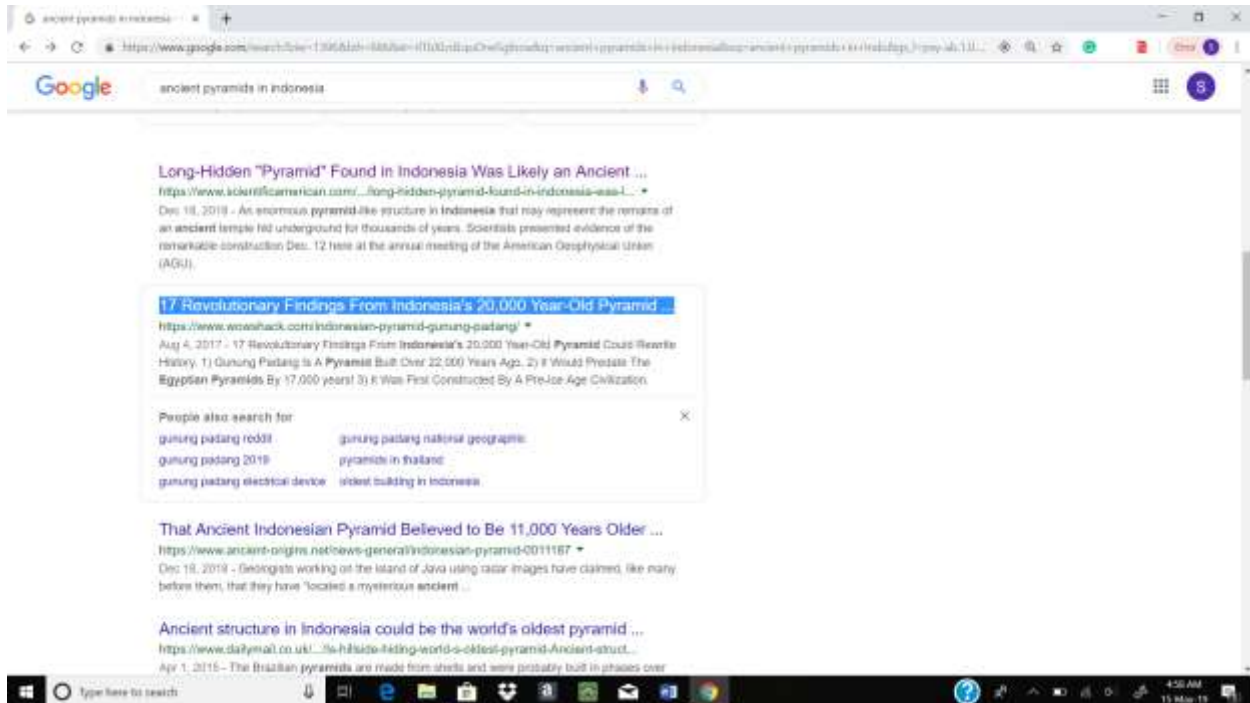 ancient pyramids in indonesia
Google
ancient pyramids in indonesia
S
Long-Hidden "Pyramid" Found in Indonesia Was Likely an Ancient ...
https://www.scientificamerican.com/.../long-hidden-pyramid-found-in-indonesia-was-l...
Dec 18, 2018 - An enormous pyramid-like structure in Indonesia that may represent the remains of
an ancient temple hid underground for thousands of years. Scientists presented evidence of the
remarkable construction Dec. 12 here at the annual meeting of the American Geophysical Union
(AGU).
17 Revolutionary Findings From Indonesia's 20,000 Year-Old Pyramid ...
https://www.wowshack.com/indonesian-pyramid-gunung-padang/
Aug 4, 2017 - 17 Revolutionary Findings From Indonesia's 20,000 Year-Old Pyramid Could Rewrite
History. 1) Gunung Padang Is A Pyramid Built Over 22,000 Years Ago. 2) It Would Predate The
Egyptian Pyramids By 17,000 years! 3) It Was First Constructed By A Pre-Ice Age Civilization.
People also search for
gunung padang reddit gunung padang national geographic
gunung padang 2019 pyramids in thailand
gunung padang electrical device oldest building in indonesia
That Ancient Indonesian Pyramid Believed to Be 11,000 Years Older ...
https://www.ancient-origins.net/news-general/indonesian-pyramid-0011187
Dec 19, 2018 - Geologists working on the island of Java using radar images have claimed, like many
before them, that they have "located a mysterious ancient ...
Ancient structure in Indonesia could be the world's oldest pyramid ...
https://www.dailymail.co.uk/.../Is-hillside-hiding-world-s-oldest-pyramid-Ancient-struct...
Apr 1, 2015 - The Brazilian pyramids are made from shells and were probably built in phases over
Type here to search
4:58 AM
15-May-19